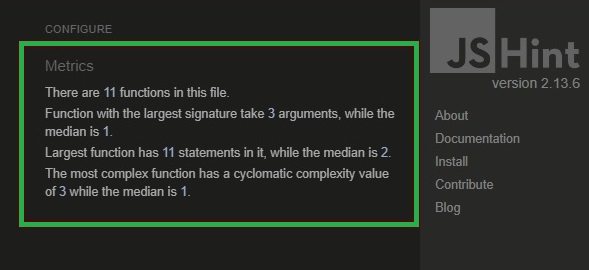 CONFIGURE
Metrics
There are 11 functions in this file.
Function with the largest signature take 3 arguments, while the
median is 1.
Largest function has 11 statements in it, while the median is 2.
The most complex function has a cyclomatic complexity value
of 3 while the median is 1.
JSHint
version 2.13.6
About
Documentation
Install
Contribute
Blog